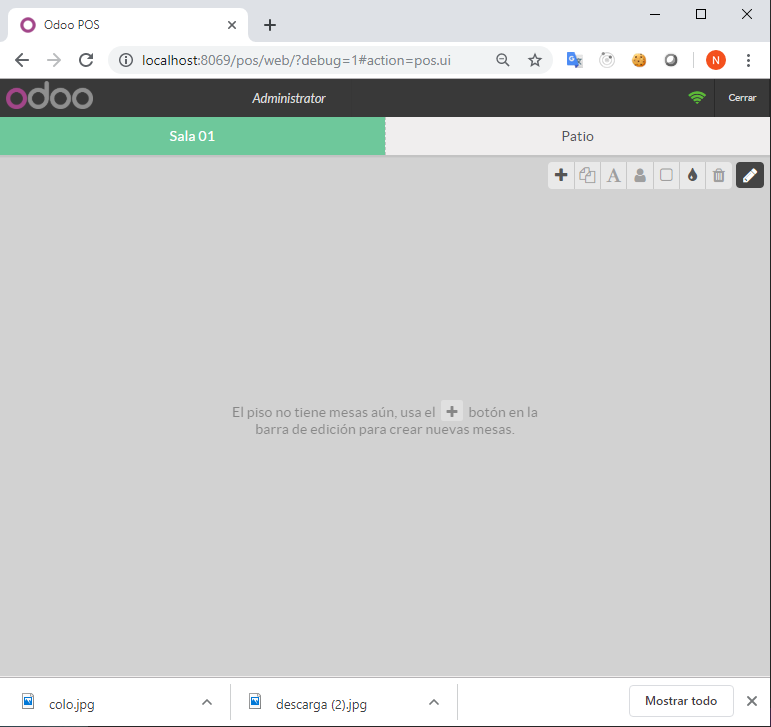 Odoo POS
localhost:8069/pos/web/?debug=1#action=pos.ui
N
odoo
Administrator
Cerrar
Sala 01
Patio
A
El piso no tiene mesas aún, usa el + botón en la
barra de edición para crear nuevas mesas.
colo.jpg
descarga (2).jpg
Mostrar todo